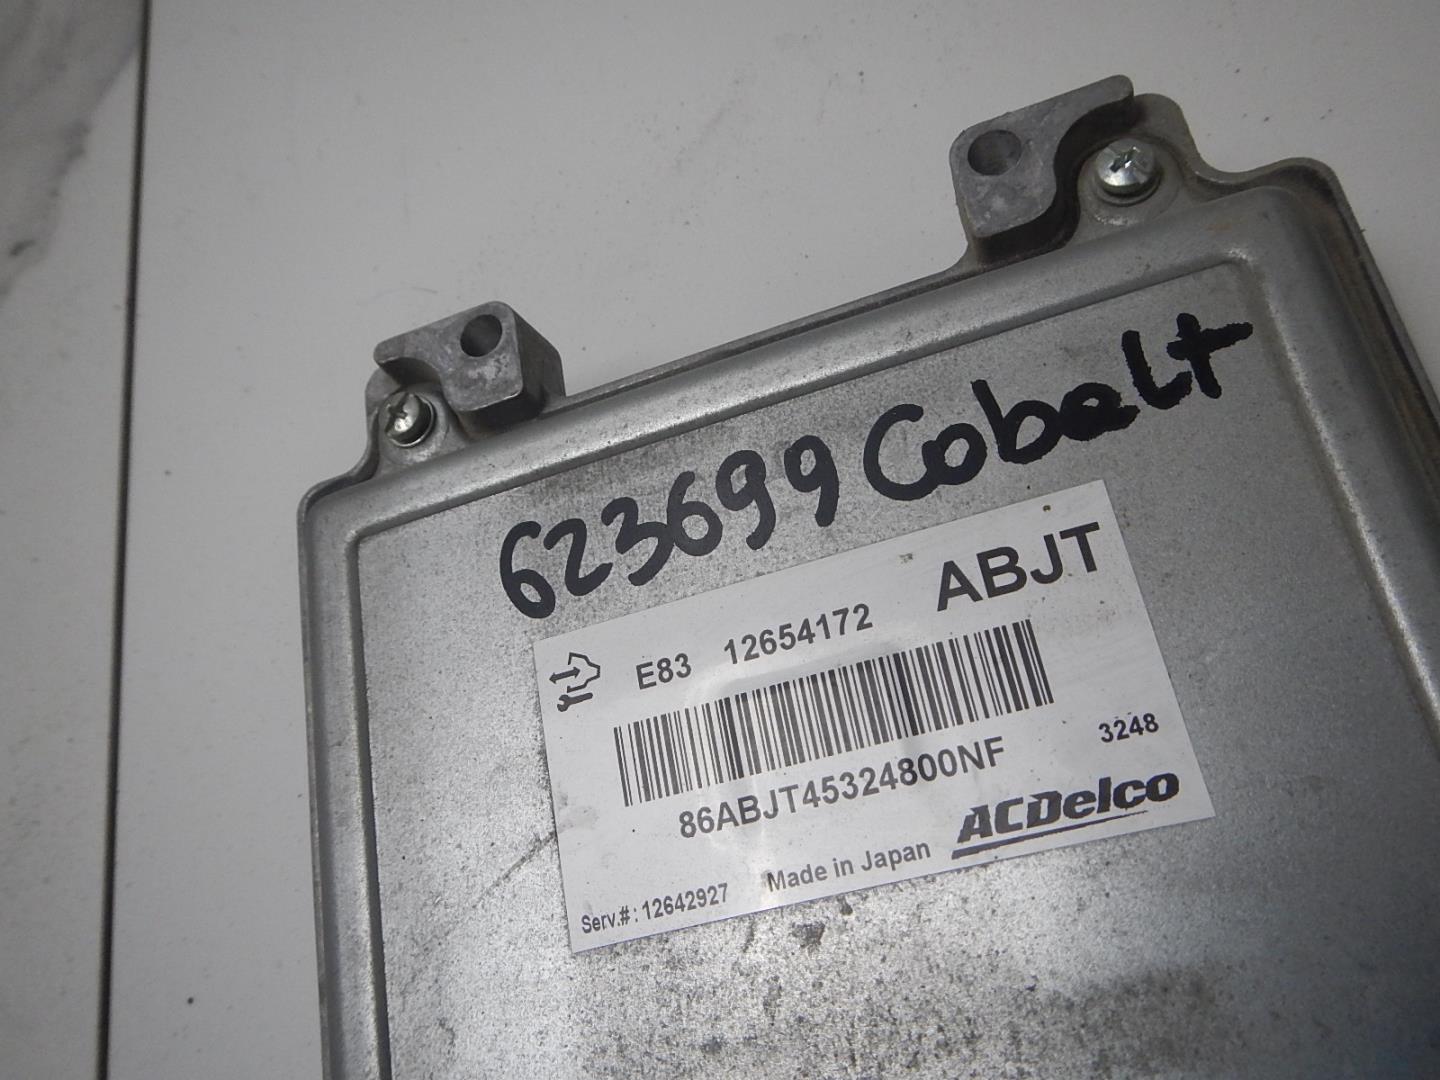 623699 Cobalt
E83 12654172 ABJT
86ABJT45324800NF 3248
Serv.#: 12642927 Made in Japan ACDelco